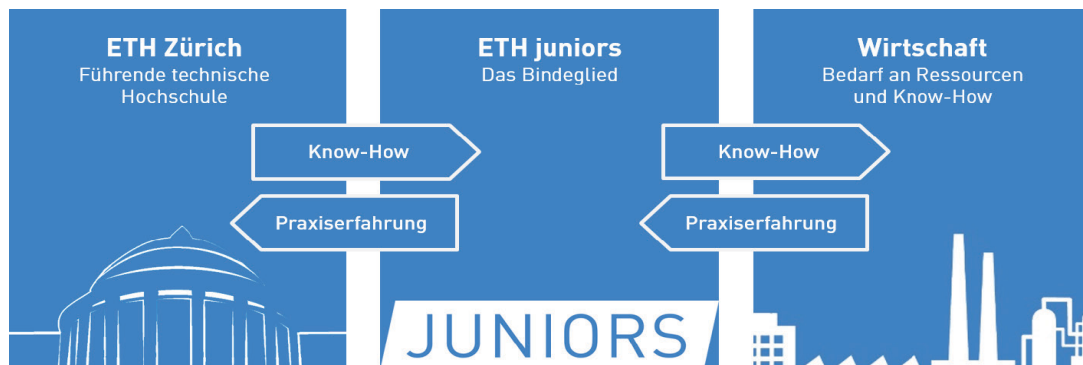 ETH Zürich
Führende technische
Hochschule
ETH juniors
Das Bindeglied
Wirtschaft
Bedarf an Ressourcen
und Know-How
Know-How
Know-How
Praxiserfahrung
Praxiserfahrung
JUNIORS